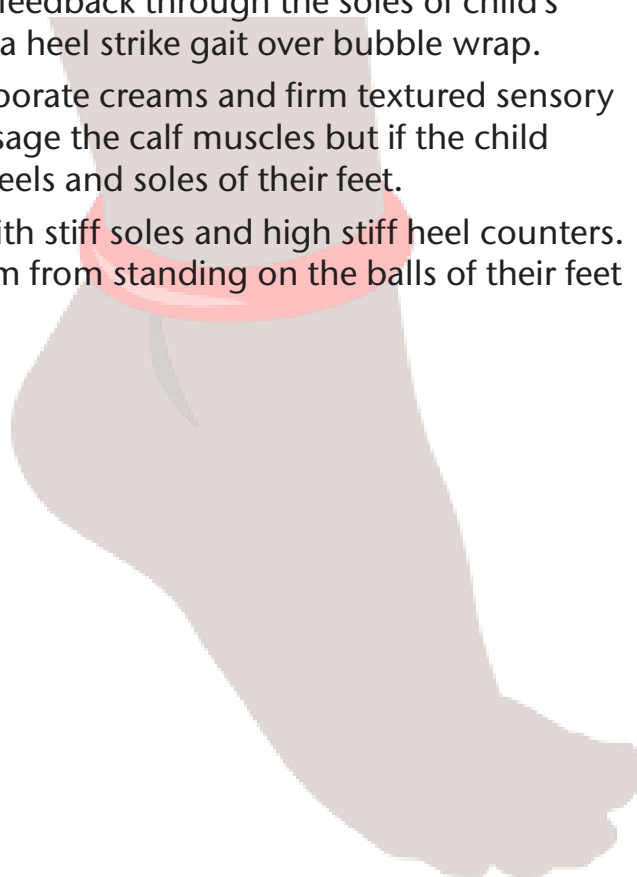 feedback through the soles of child's
a heel strike gait over bubble wrap.
porate creams and firm textured sensory
sage the calf muscles but if the child
eels and soles of their feet.
ith stiff soles and high stiff heel counters.
m from standing on the balls of their feet